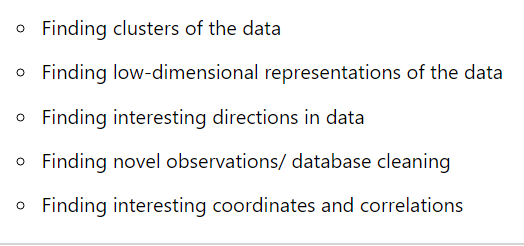 Finding clusters of the data
Finding low-dimensional representations of the data
Finding interesting directions in data
Finding novel observations/ database cleaning
Finding interesting coordinates and correlations